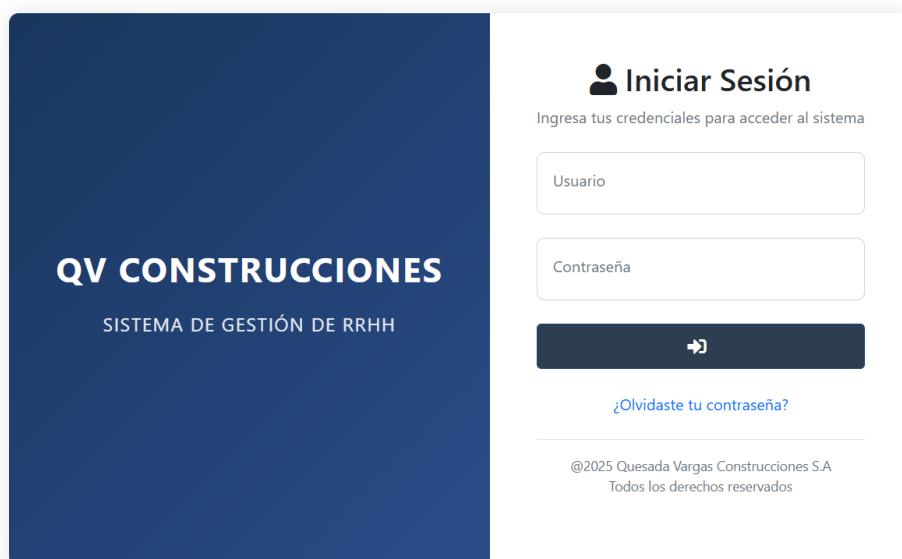 QV CONSTRUCCIONES
SISTEMA DE GESTIÓN DE RRHH
Iniciar Sesión
Ingresa tus credenciales para acceder al sistema
Usuario
Contraseña
¿Olvidaste tu contraseña?
@2025 Quesada Vargas Construcciones S.A
Todos los derechos reservados